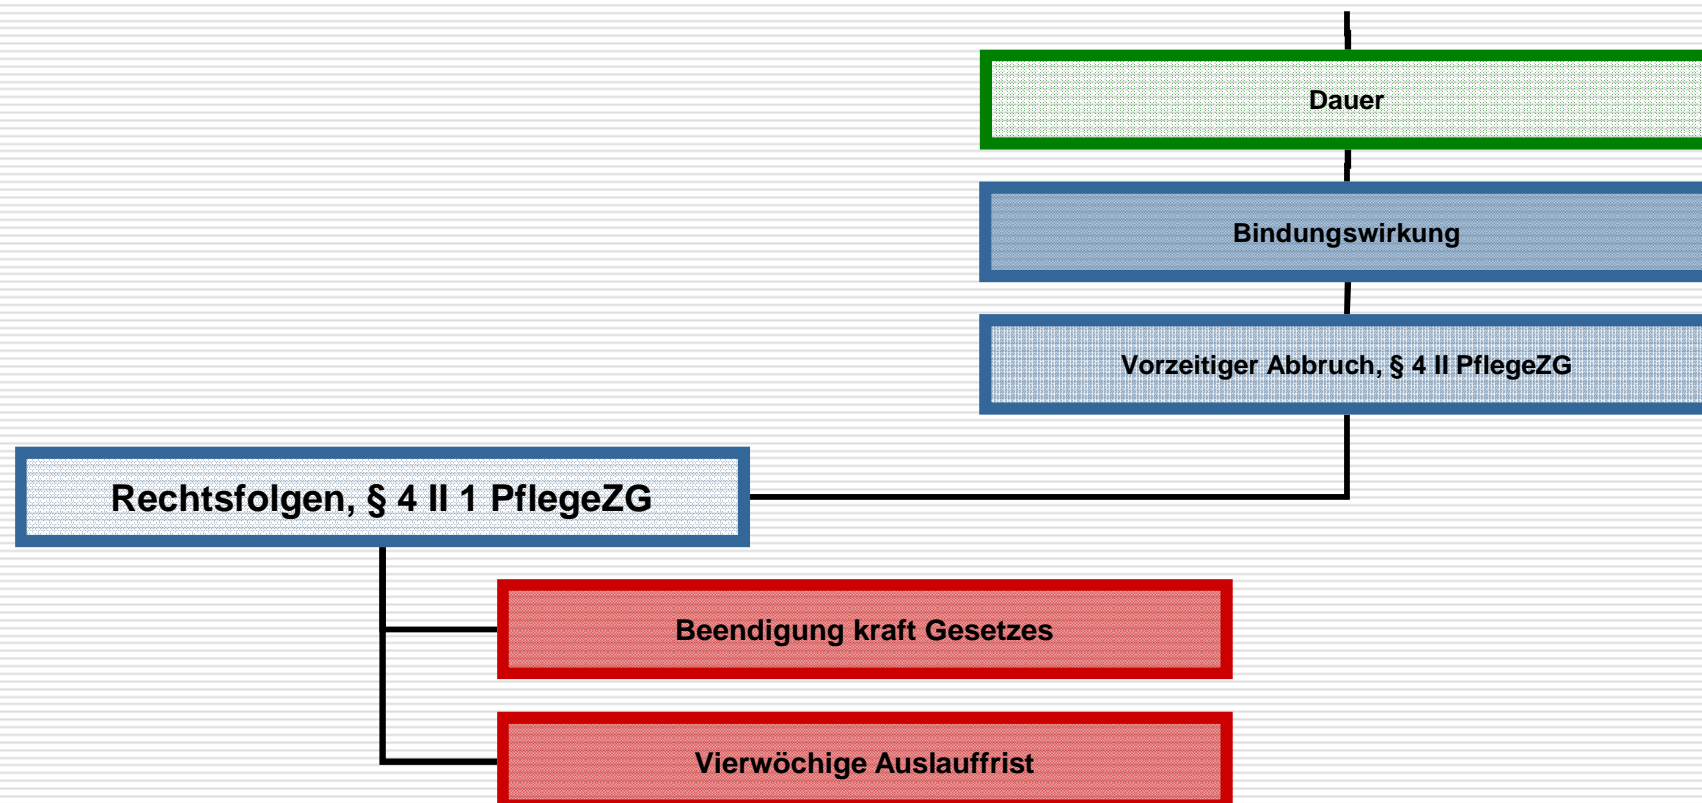 Dauer
Bindungswirkung
Vorzeitiger Abbruch, § 4 II PflegeZG
Rechtsfolgen, § 4 II 1 PflegeZG
Beendigung kraft Gesetzes
Vierwöchige Auslauffrist